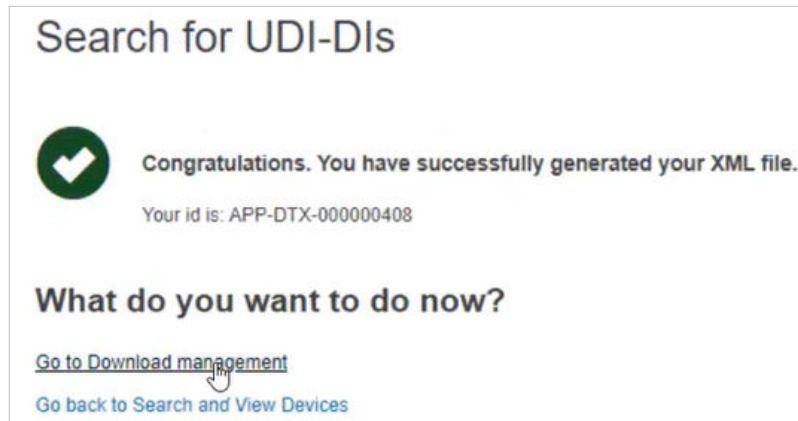 Search for UDI-DIs
Congratulations. You have successfully generated your XML file.
Your id is: APP-DTX-000000408
What do you want to do now?
Go to Download management
Go back to Search and View Devices